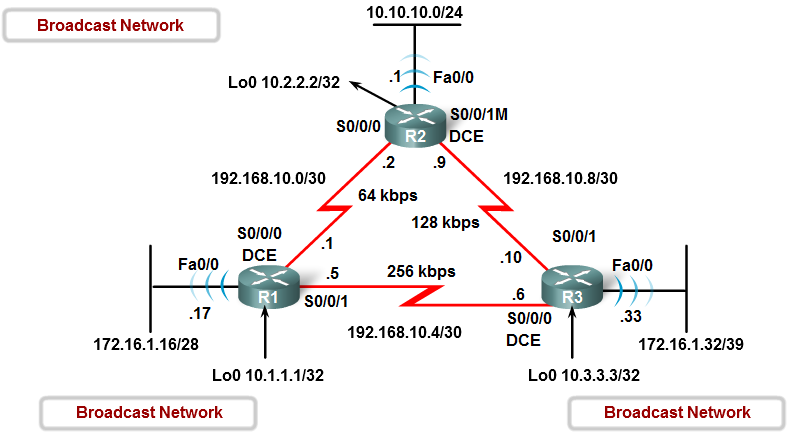 10.10.10.0/24
Broadcast Network
.1
Fa0/0
Lo0 10.2.2.2/32
S0/0/1M
S0/0/0
R2
DCE
.2
.9
192.168.10.0/30
192.168.10.8/30
64 kbps
128 kbps
S0/0/0
DCE
S0/0/1
.1
.10
Fa0/0
Fa0/0
.5
256 kbps
R1
S0/0/1
.6
R3
.17
S0/0/0
.33
192.168.10.4/30
DCE
172.16.1.16/28
172.16.1.32/39
Lo0 10.1.1.1/32
Lo0 10.3.3.3/32
Broadcast Network
Broadcast Network